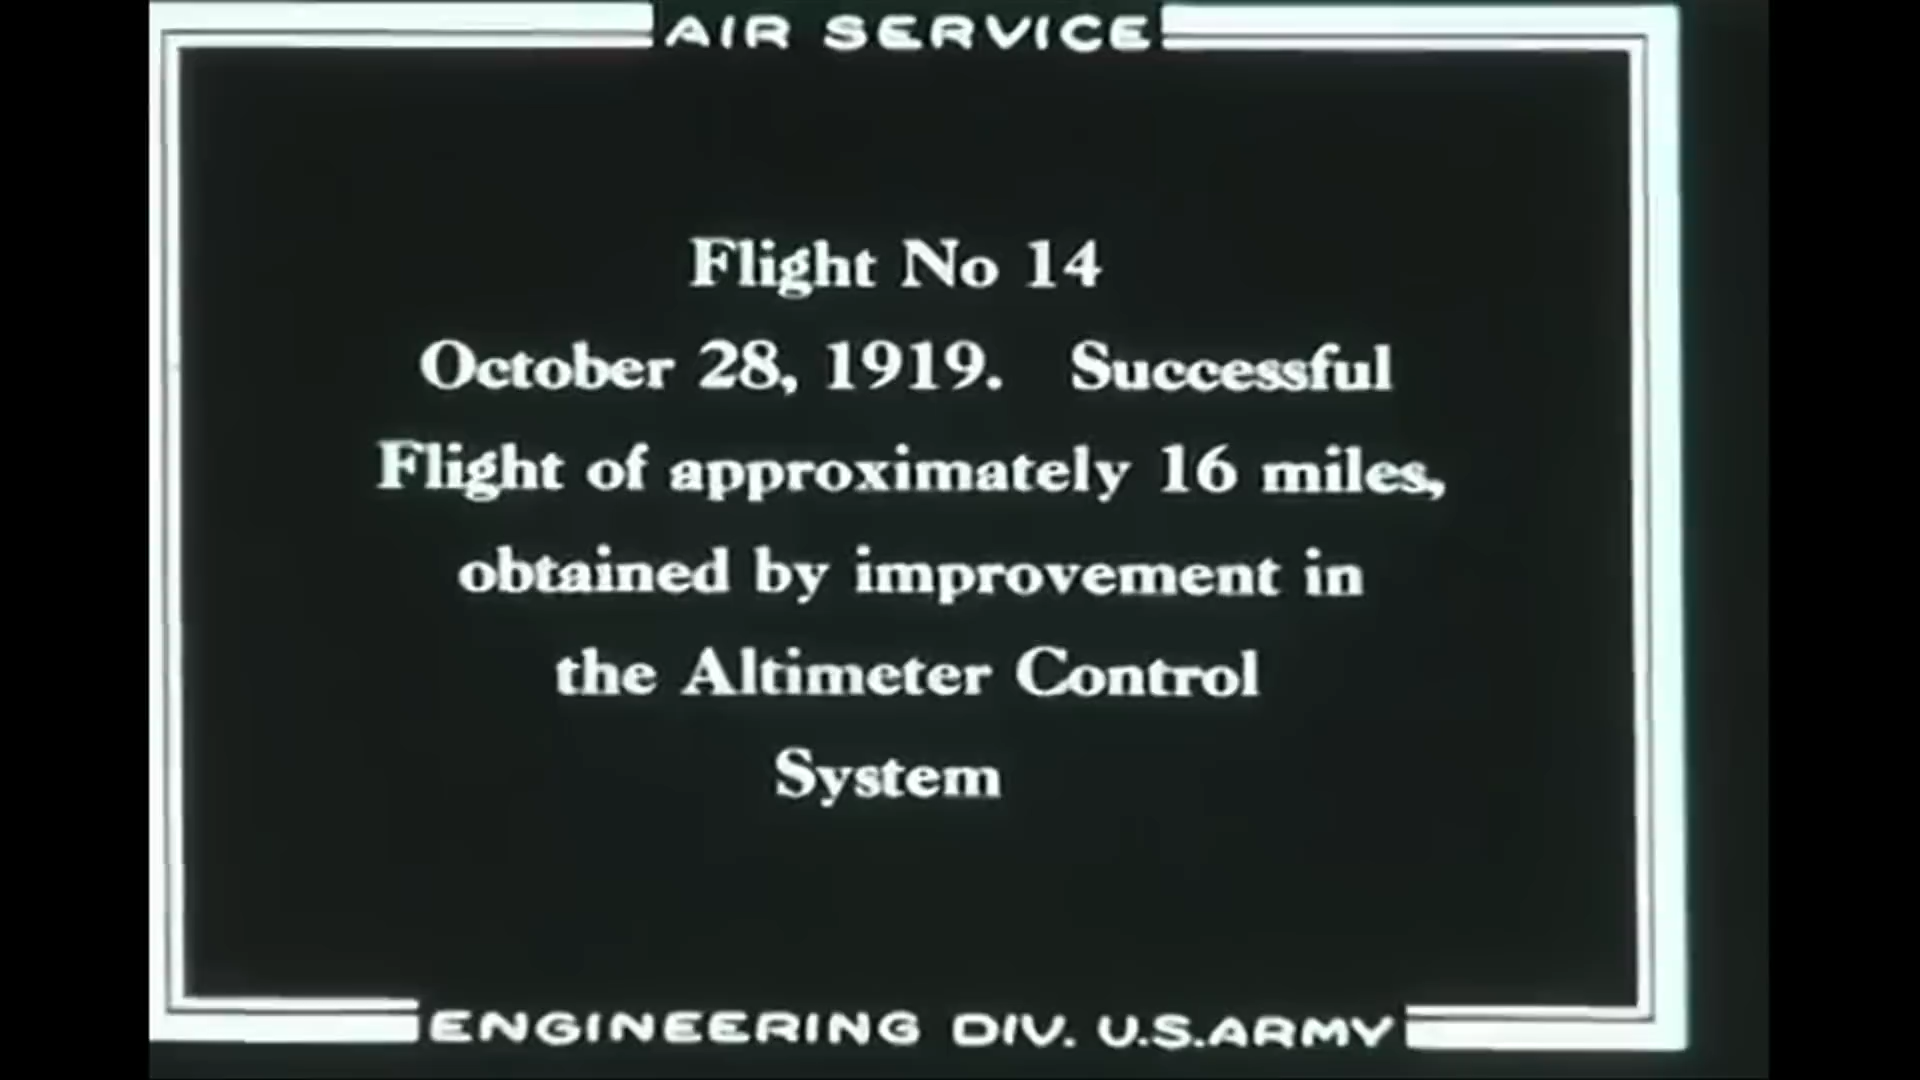 AIR SERVICE
Flight No 14
October 28, 1919. Successful
Flight of approximately 16 miles,
obtained by improvement in
the Altimeter Control
System
ENGINEERING DIV. U.S.ARMY